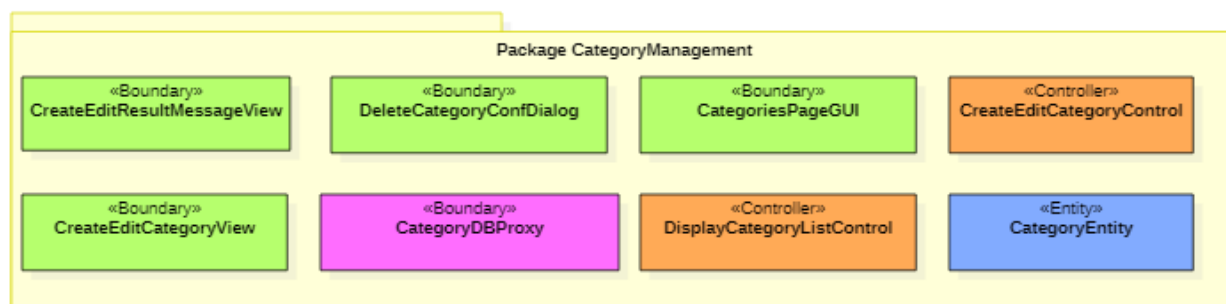 Package CategoryManagement
«Boundary»
CreateEditResultMessageView
«Boundary»
DeleteCategoryConfDialog
«Boundary»
CategoriesPageGUI
«Controller»
CreateEditCategoryControl
«Boundary»
CreateEditCategoryView
«Boundary»
CategoryDBProxy
«Controller»
DisplayCategoryListControl
«Entity»
CategoryEntity